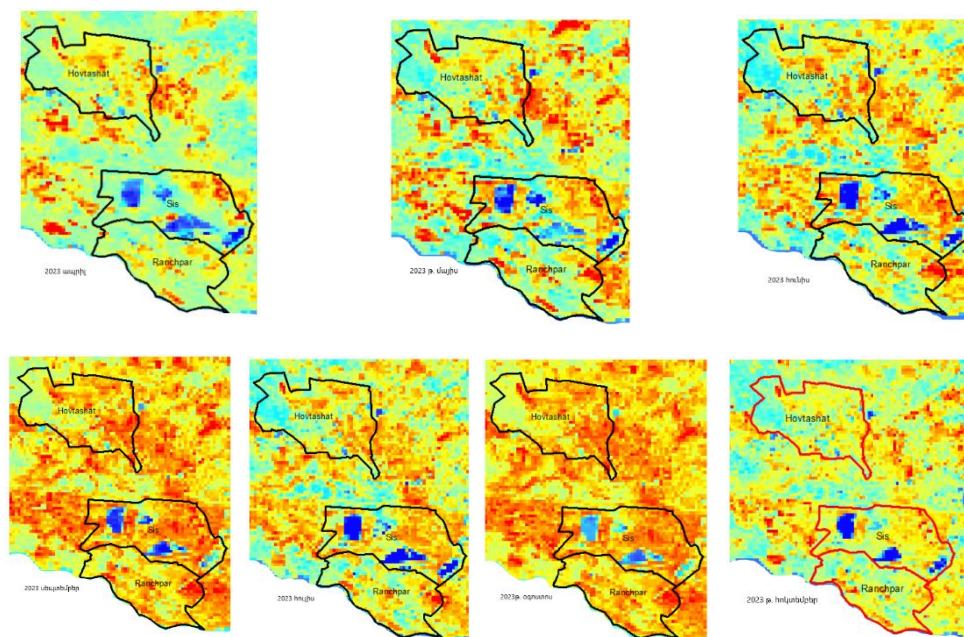 Hovtashat
Sis
Ranchpar
2023 ապրիլ
Hovtashat
Sis
Ranchpar
2023 թ. մայիս
Hovtashat
Sis
Ranchpar
2023 հունիս
Hovtashat
Sis
Ranchpar
2023 սեպտեմբեր
Hovtashat
Sis
Ranchpar
2023 հուլիս
Hovtashat
Sis
Ranchpar
2023թ. օգոստոս
Hovtashat
Sis
Ranchpar
2023 թ. հոկտեմբեր